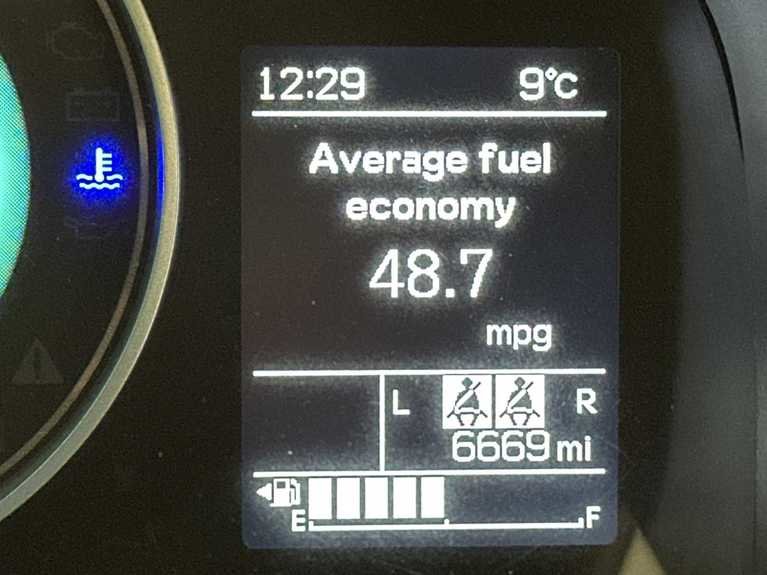 12:29 9°C
Average fuel
economy
48.7
mpg
L R
6669 mi
E F